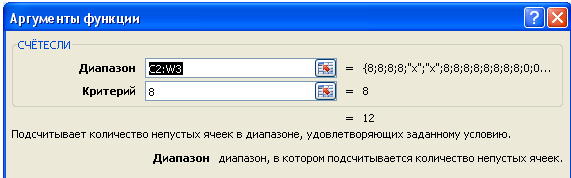 Аргументы функции
СЧЁТЕСЛИ
Диапазон C2:W3 = {8;8;8;8;"x";"x";8;8;8;8;8;8;8;8;0;0...
Критерий 8 = 8
= 12
Подсчитывает количество непустых ячеек в диапазоне, удовлетворяющих заданному условию.
Диапазон диапазон, в котором подсчитывается количество непустых ячеек.